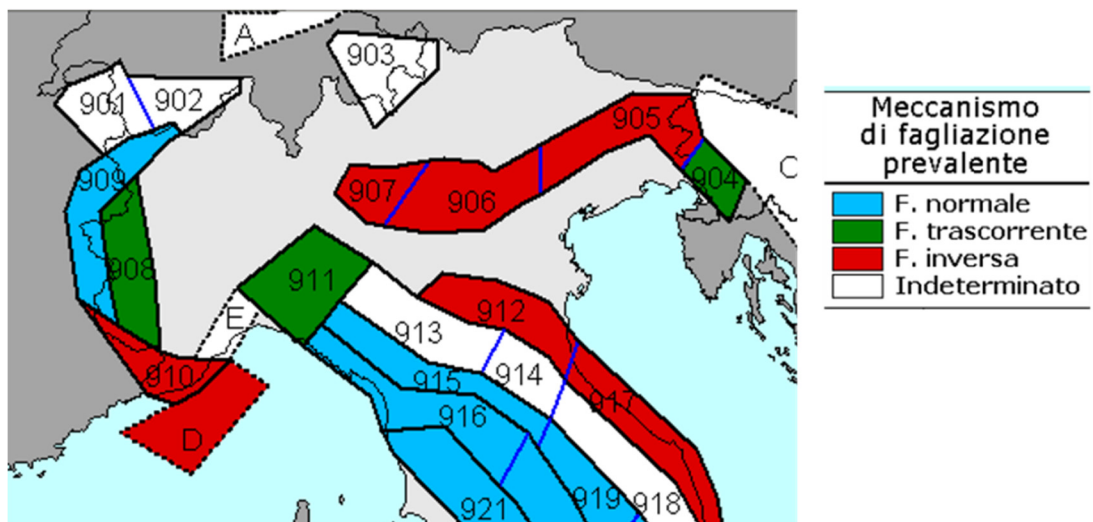 A
903
901
902
905
909
904
C
907
906
908
911
E
912
913
914
915
910
916
917
D
921
919
918
Meccanismo
di fagliazione
prevalente
F. normale
F. trascorrente
F. inversa
Indeterminato